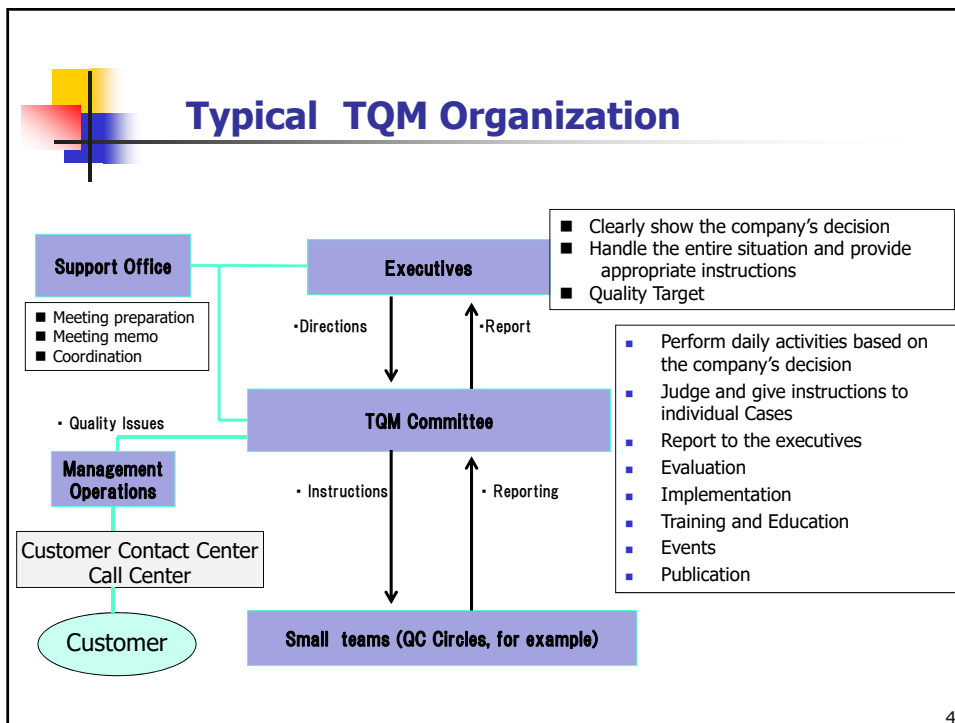 Typical TQM Organization
Support Office
■ Meeting preparation
■ Meeting memo
■ Coordination
Executives
■ Clearly show the company’s decision
■ Handle the entire situation and provide
appropriate instructions
■ Quality Target
・Directions
・Report
TQM Committee
▪ Perform daily activities based on
the company’s decision
▪ Judge and give instructions to
individual Cases
▪ Report to the executives
▪ Evaluation
▪ Implementation
▪ Training and Education
▪ Events
▪ Publication
・ Quality Issues
Management
Operations
・ Instructions
・ Reporting
Customer Contact Center
Call Center
Customer
Small teams (QC Circles, for example)
4